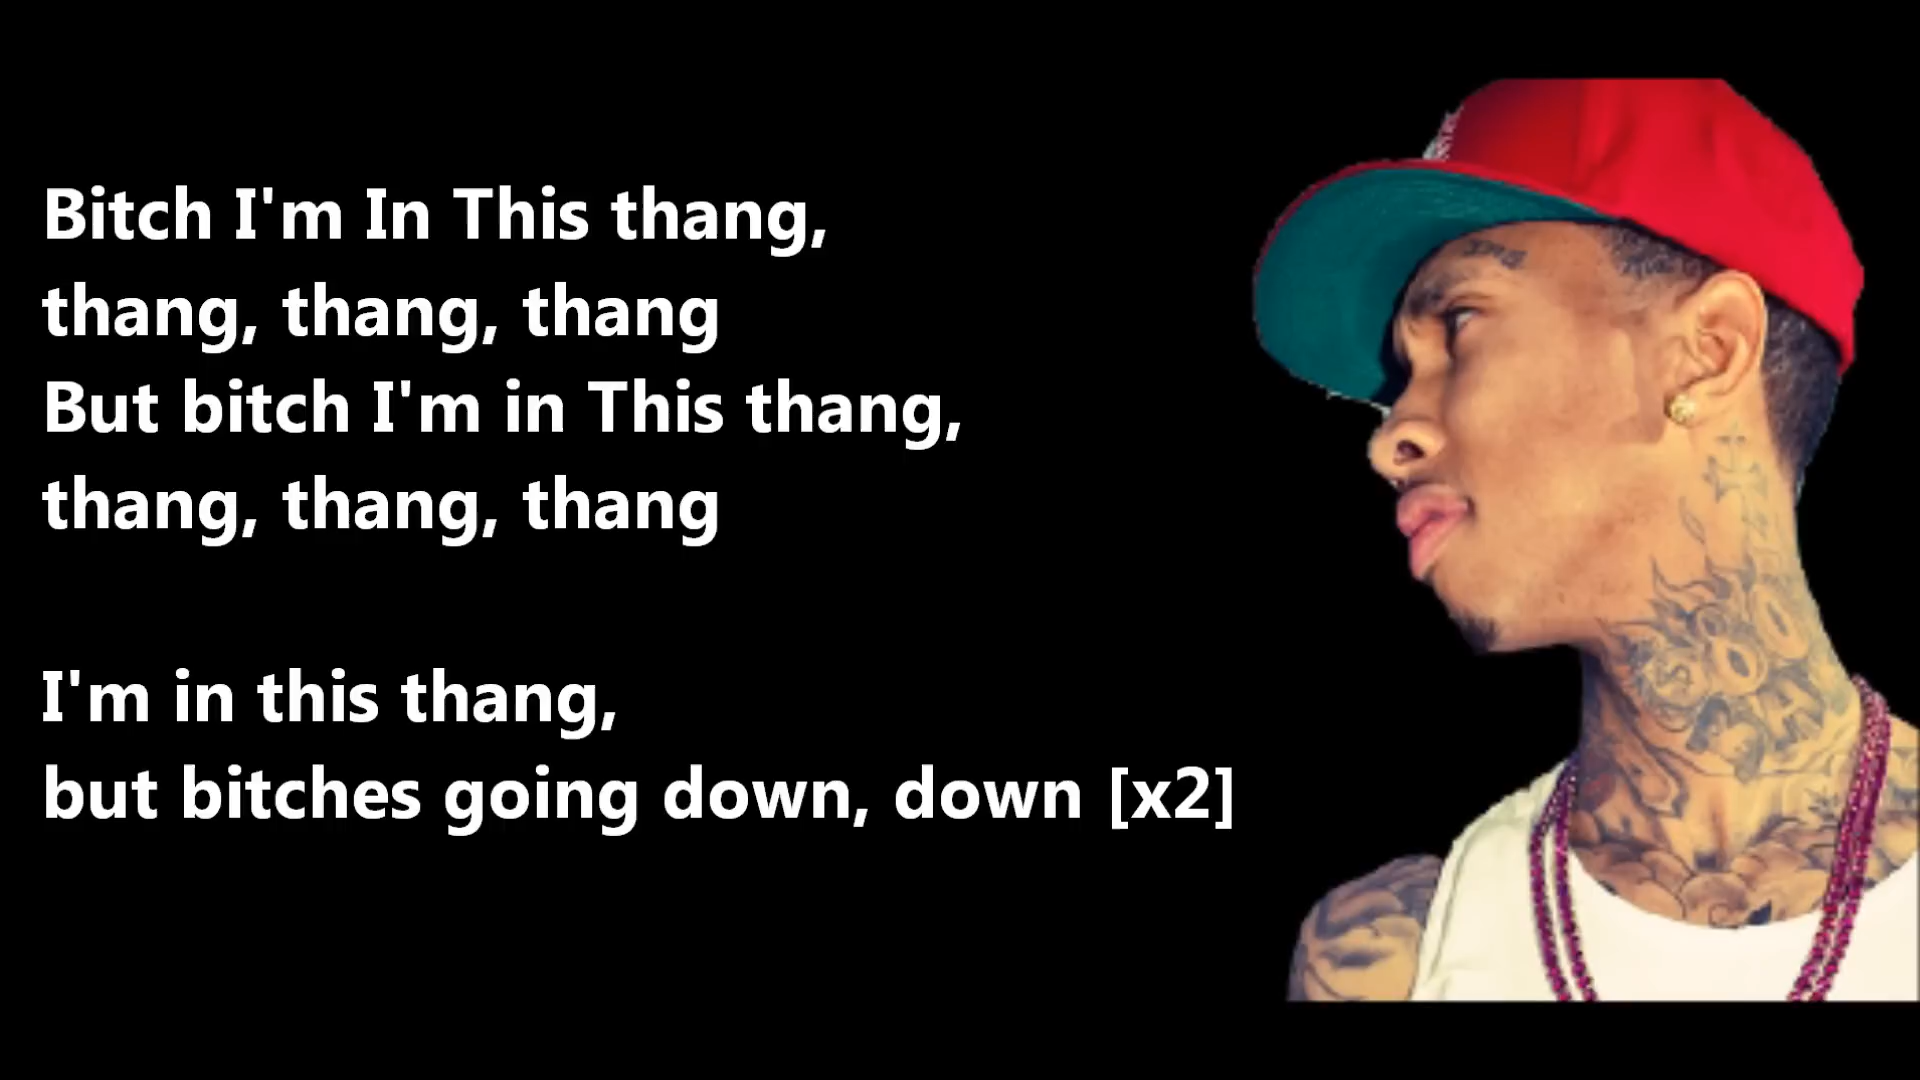 Bitch I'm In This thang,
thang, thang, thang
But bitch I'm in This thang,
thang, thang, thang
I'm in this thang,
but bitches going down, down [x2]